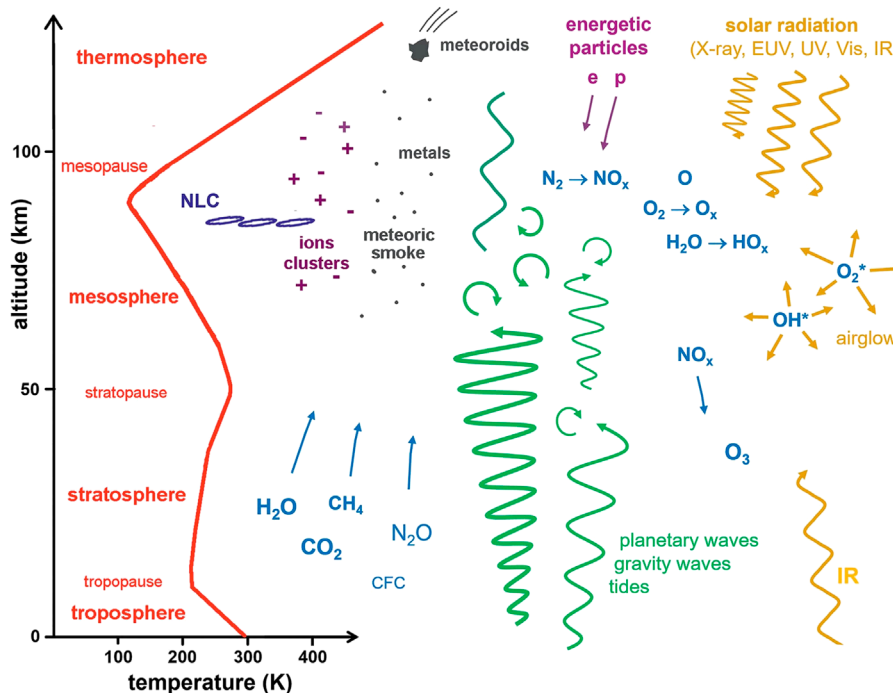 thermosphere
meteoroids
energetic
particles
e p
solar radiation
(X-ray, EUV, UV, Vis, IR
100
mesopause
metals
N₂ → NOₓ
O
NLC
O₂ → Oₓ
ions
clusters
meteoric
smoke
H₂O → HOₓ
altitude (km)
mesosphere
O₂*
OH*
airglow
NOₓ
50
stratopause
O₃
stratosphere
H₂O
CH₄
N₂O
CO₂
planetary waves
gravity waves
tides
tropopause
CFC
IR
troposphere
0
100 200 300 400
temperature (K)